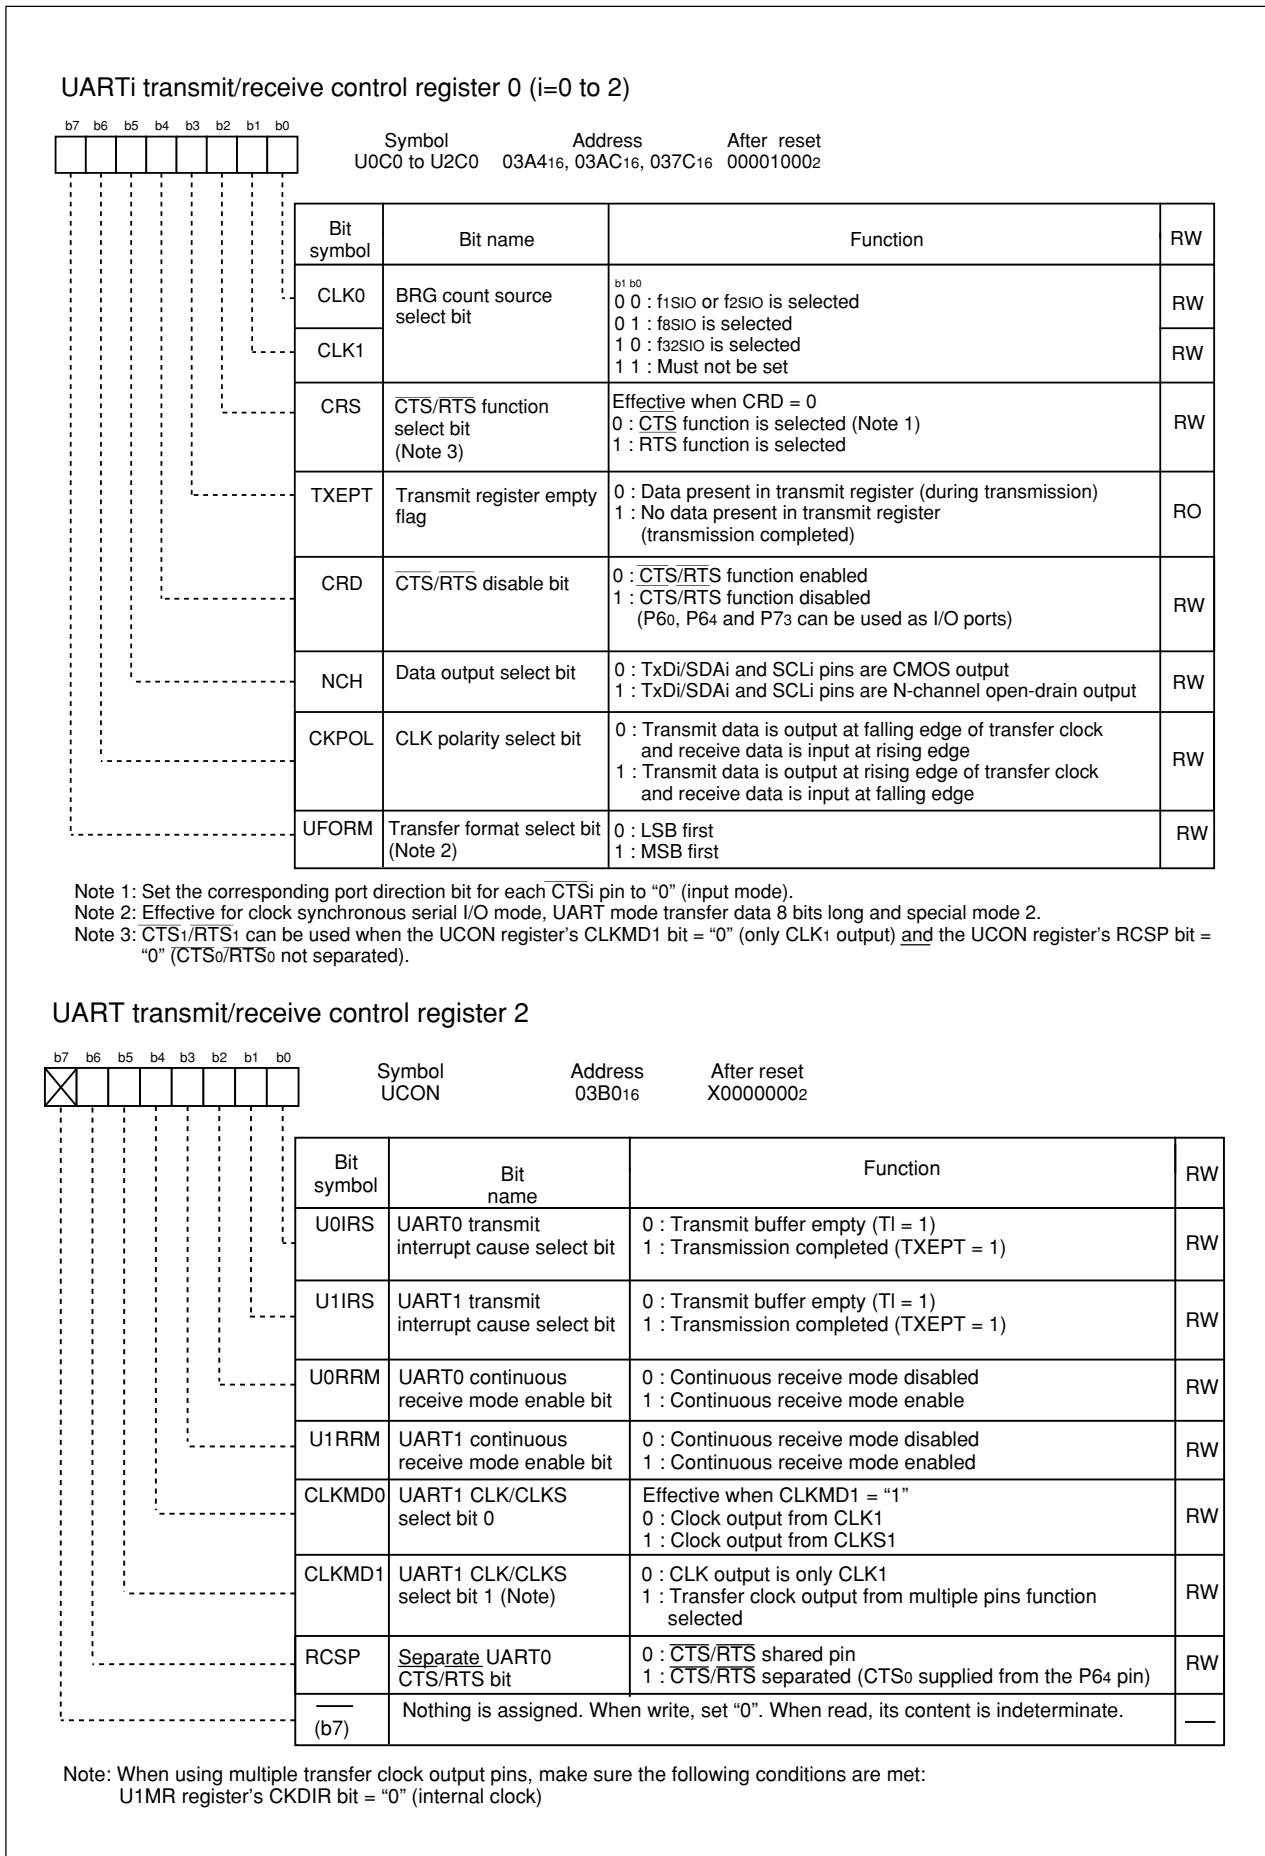 UARTi transmit/receive control register 0 (i=0 to 2)
b7 b6 b5 b4 b3 b2 b1 b0
Symbol Address After reset
U0C0 to U2C0 03A416, 03AC16, 037C16 000010002
Bit symbol Bit name Function RW
CLK0 BRG count source select bit RW
CLK1 RW
b1 b0
0 0 : f1SIO or f2SIO is selected
0 1 : f8SIO is selected
1 0 : f32SIO is selected
1 1 : Must not be set
CRS CTS/RTS function select bit (Note 3) RW
Effective when CRD = 0
0 : CTS function is selected (Note 1)
1 : RTS function is selected
TXEPT Transmit register empty flag RO
0 : Data present in transmit register (during transmission)
1 : No data present in transmit register
(transmission completed)
CRD CTS/RTS disable bit RW
0 : CTS/RTS function enabled
1 : CTS/RTS function disabled
(P60, P64 and P73 can be used as I/O ports)
NCH Data output select bit RW
0 : TxDi/SDAi and SCLi pins are CMOS output
1 : TxDi/SDAi and SCLi pins are N-channel open-drain output
CKPOL CLK polarity select bit RW
0 : Transmit data is output at falling edge of transfer clock
and receive data is input at rising edge
1 : Transmit data is output at rising edge of transfer clock
and receive data is input at falling edge
UFORM Transfer format select bit (Note 2) RW
0 : LSB first
1 : MSB first
Note 1: Set the corresponding port direction bit for each CTSi pin to “0” (input mode).
Note 2: Effective for clock synchronous serial I/O mode, UART mode transfer data 8 bits long and special mode 2.
Note 3: CTS1/RTS1 can be used when the UCON register's CLKMD1 bit = “0” (only CLK1 output) and the UCON register's RCSP bit =
“0” (CTS0/RTS0 not separated).
UART transmit/receive control register 2
b7 b6 b5 b4 b3 b2 b1 b0
Symbol Address After reset
UCON 03B016 X00000002
Bit symbol Bit name Function RW
U0IRS UART0 transmit interrupt cause select bit RW
0 : Transmit buffer empty (TI = 1)
1 : Transmission completed (TXEPT = 1)
U1IRS UART1 transmit interrupt cause select bit RW
0 : Transmit buffer empty (TI = 1)
1 : Transmission completed (TXEPT = 1)
U0RRM UART0 continuous receive mode enable bit RW
0 : Continuous receive mode disabled
1 : Continuous receive mode enable
U1RRM UART1 continuous receive mode enable bit RW
0 : Continuous receive mode disabled
1 : Continuous receive mode enabled
CLKMD0 UART1 CLK/CLKS select bit 0 RW
Effective when CLKMD1 = “1”
0 : Clock output from CLK1
1 : Clock output from CLKS1
CLKMD1 UART1 CLK/CLKS select bit 1 (Note) RW
0 : CLK output is only CLK1
1 : Transfer clock output from multiple pins function
selected
RCSP Separate UART0 CTS/RTS bit RW
0 : CTS/RTS shared pin
1 : CTS/RTS separated (CTS0 supplied from the P64 pin)
(b7) Nothing is assigned. When write, set “0”. When read, its content is indeterminate.
Note: When using multiple transfer clock output pins, make sure the following conditions are met:
U1MR register's CKDIR bit = “0” (internal clock)